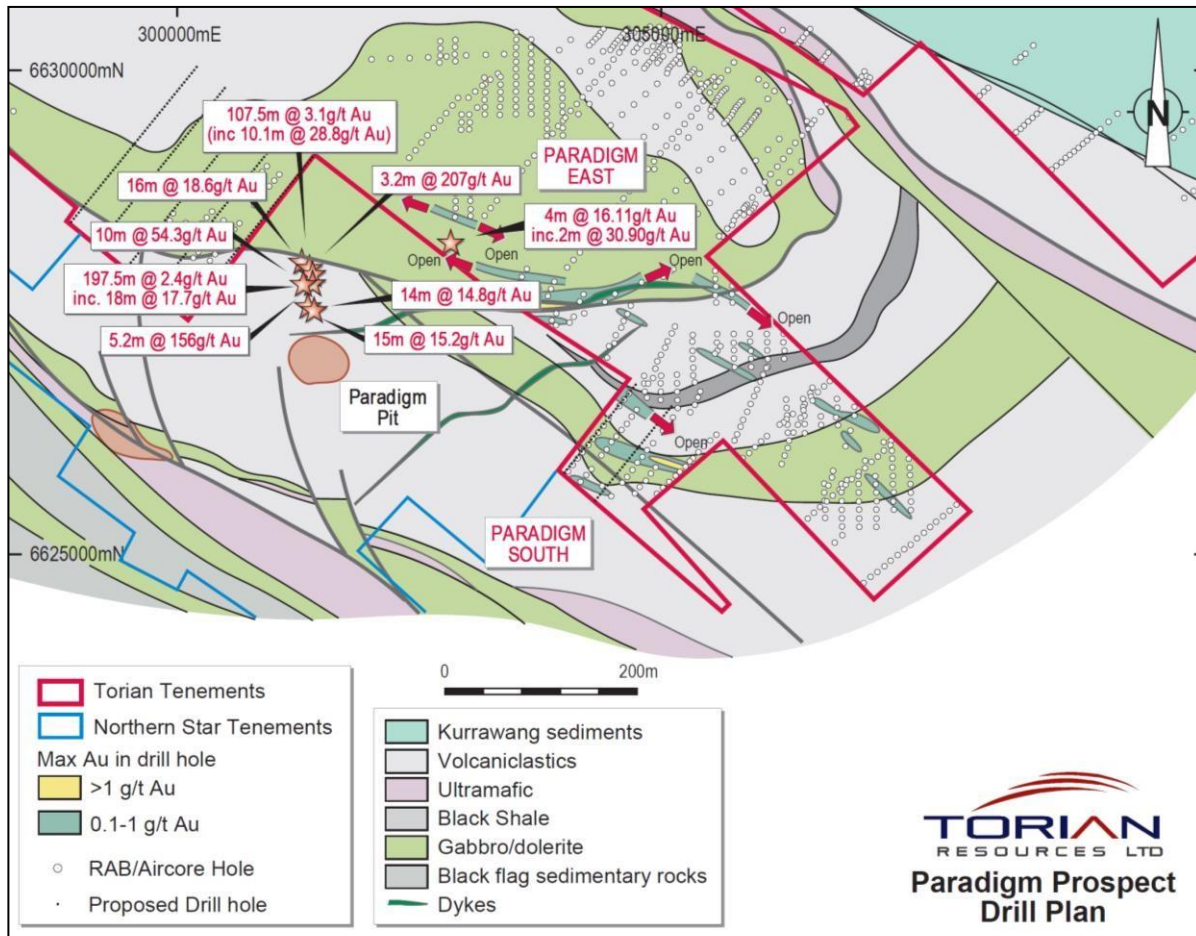 300000mE
305000mE
6630000mN
N
107.5m @ 3.1g/t Au
(inc 10.1m @ 28.8g/t Au)
PARADIGM
EAST
16m @ 18.6g/t Au
3.2m @ 207g/t Au
4m @ 16.11g/t Au
inc.2m @ 30.90g/t Au
10m @ 54.3g/t Au
Open
Open
Open
197.5m @ 2.4g/t Au
inc. 18m @ 17.7g/t Au
14m @ 14.8g/t Au
Open
5.2m @ 156g/t Au
15m @ 15.2g/t Au
Paradigm
Pit
Open
PARADIGM
SOUTH
6625000mN
0
200m
Torian Tenements
Northern Star Tenements
Max Au in drill hole
>1 g/t Au
0.1-1 g/t Au
RAB/Aircore Hole
Proposed Drill hole
Kurrawang sediments
Volcaniclastics
Ultramafic
Black Shale
Gabbro/dolerite
Black flag sedimentary rocks
Dykes
TORIAN
RESOURCES LTD
Paradigm Prospect
Drill Plan